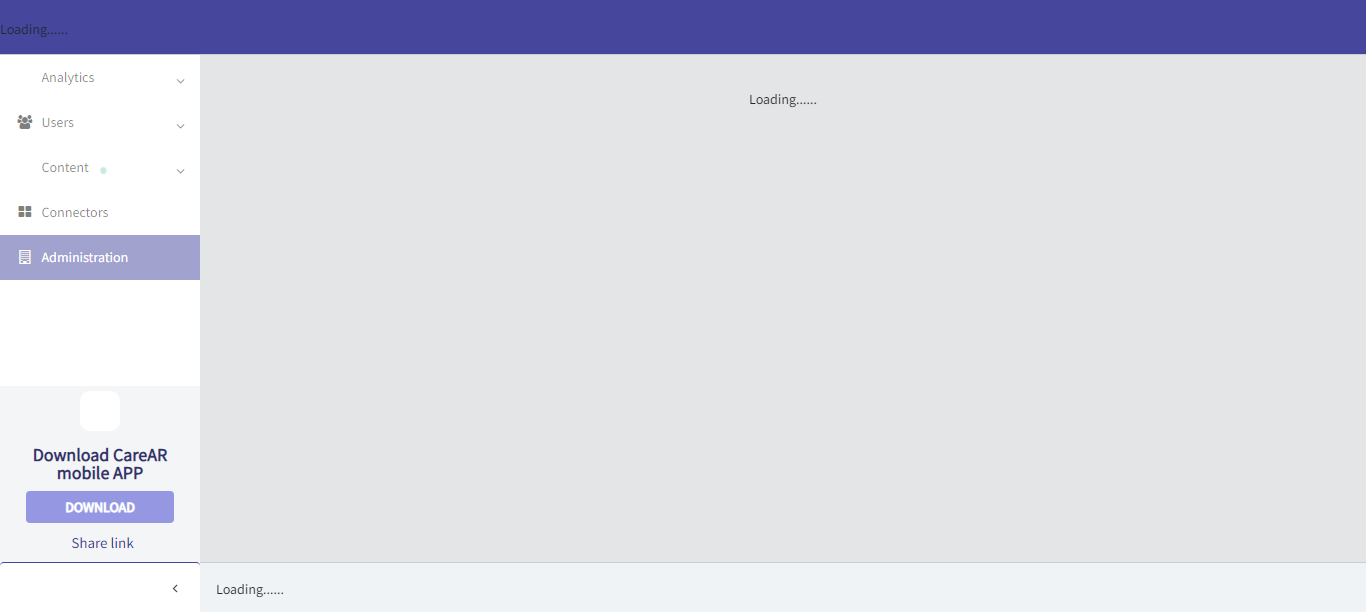 Loading......
Analytics
Users
Content
Connectors
Administration
Loading......
Download CareAR
mobile APP
DOWNLOAD
Share link
Loading......